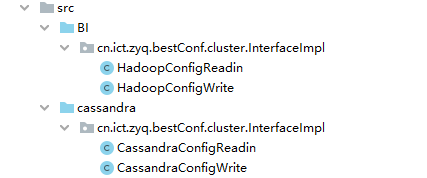 src
BI
cn.ict.zyq.bestConf.cluster.InterfaceImpl
HadoopConfigReadin
HadoopConfigWrite
cassandra
cn.ict.zyq.bestConf.cluster.InterfaceImpl
CassandraConfigReadin
CassandraConfigWrite